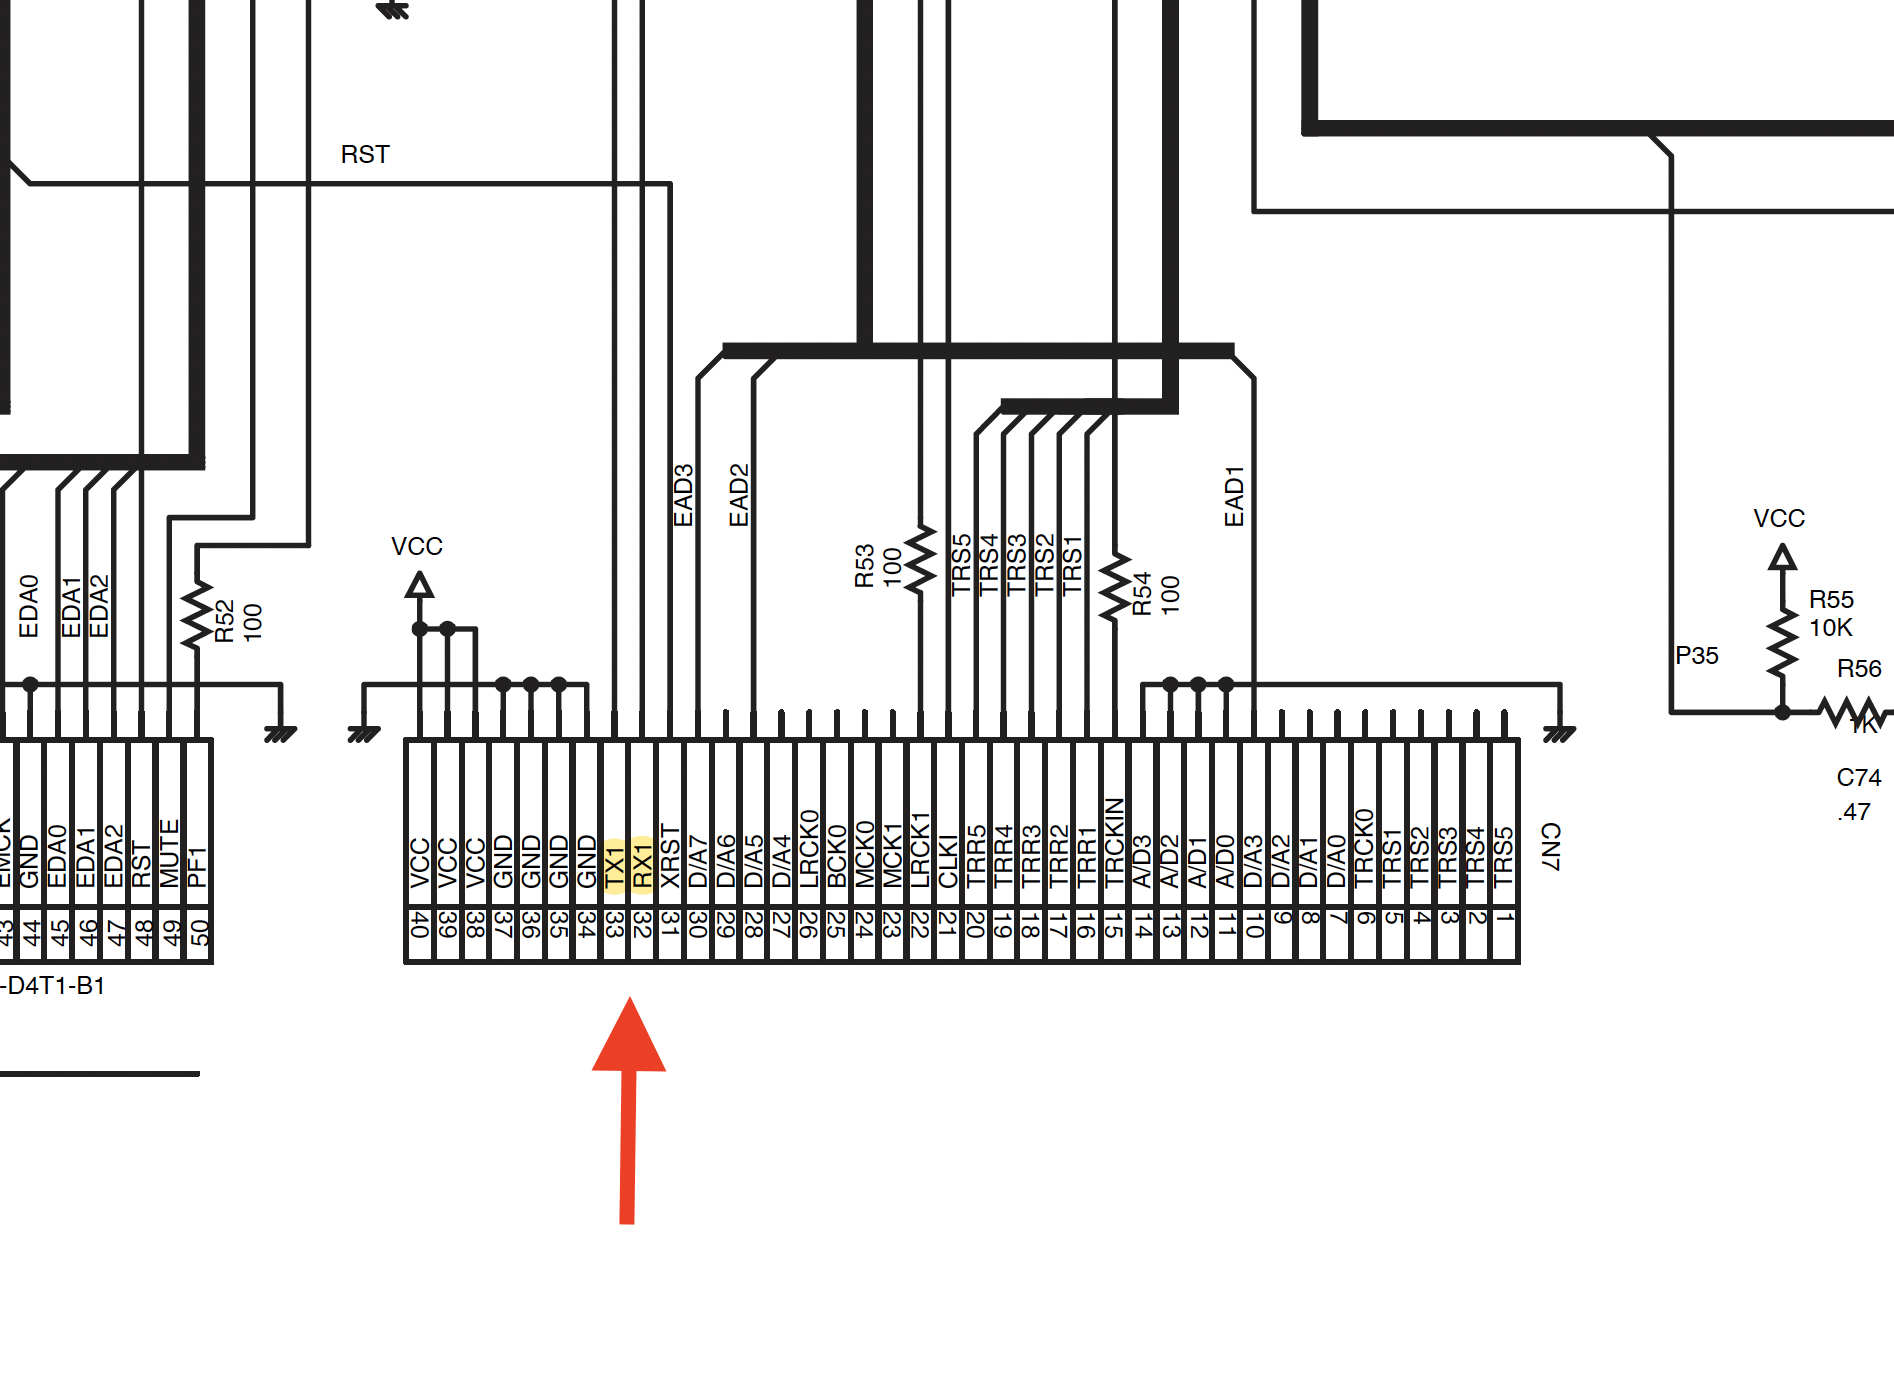 RST
EAD3
EAD2
EAD1
VCC
R53
100
TRS5
TRS4
TRS3
TRS2
TRS1
R54
100
VCC
R55
10K
P35
R56
1K
C74
.47
EDA0
EDA1
EDA2
R52
100
EMCK
GND
EDA0
EDA1
EDA2
RST
MUTE
PF1
43
44
45
46
47
48
49
50
-D4T1-B1
VCC
VCC
VCC
GND
GND
GND
GND
TX1
RX1
XRST
D/A7
D/A6
D/A5
D/A4
LRCK0
BCK0
MCK0
MCK1
LRCK1
CLKI
TRR5
TRR4
TRR3
TRR2
TRR1
TRCKIN
A/D3
A/D2
A/D1
A/D0
D/A3
D/A2
D/A1
D/A0
TRCK0
TRS1
TRS2
TRS3
TRS4
TRS5
40
39
38
37
36
35
34
33
32
31
30
29
28
27
26
25
24
23
22
21
20
19
18
17
16
15
14
13
12
11
10
9
8
7
6
5
4
3
2
1
CN7